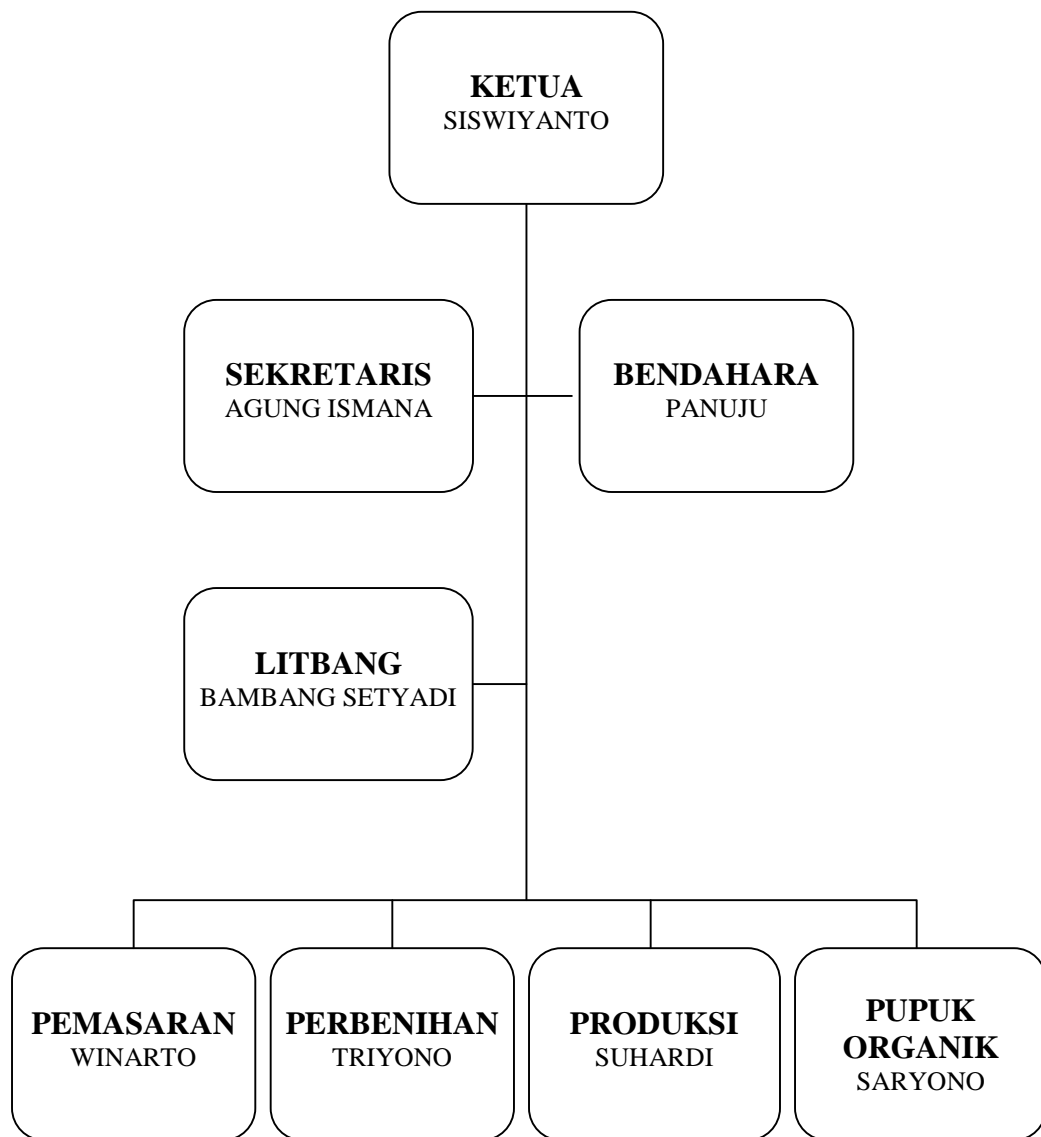 KETUA
SISWIYANTO
SEKRETARIS
AGUNG ISMANA
BENDAHARA
PANUJU
LITBANG
BAMBANG SETYADI
PEMASARAN
WINARTO
PERBENIHAN
TRIYONO
PRODUKSI
SUHARDI
PUPUK
ORGANIK
SARYONO